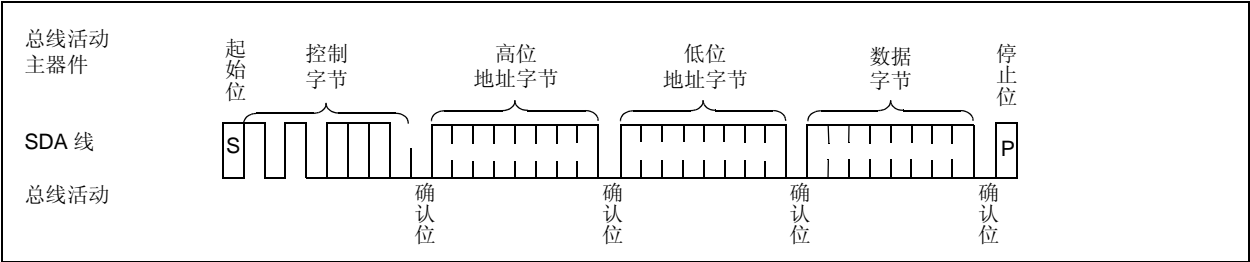 总线活动
主器件
起始位
控制
字节
高位
地址字节
低位
地址字节
数据
字节
停止位
SDA 线
S
P
总线活动
确认位
确认位
确认位
确认位